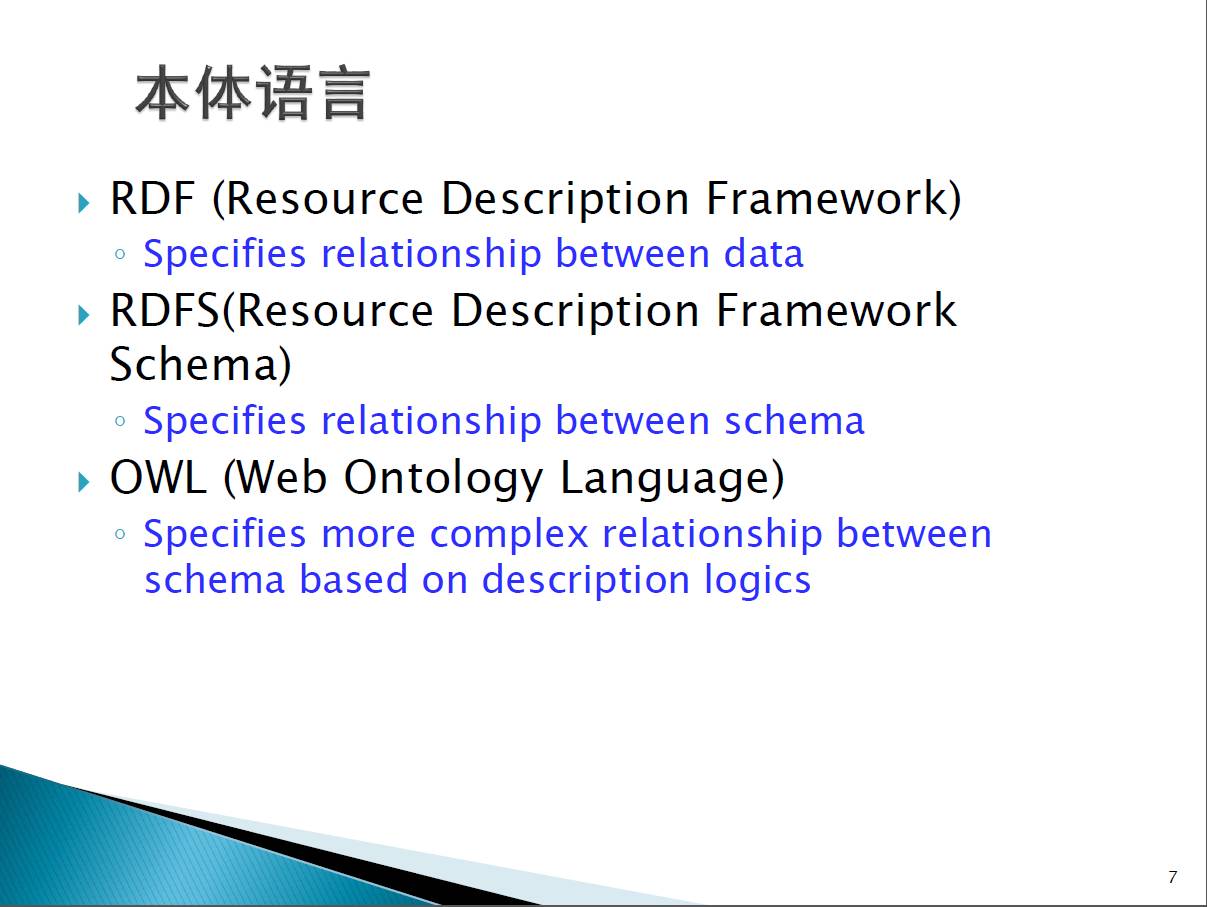 本体语言
RDF (Resource Description Framework)
Specifies relationship between data
RDFS(Resource Description Framework
Schema)
Specifies relationship between schema
OWL (Web Ontology Language)
Specifies more complex relationship between
schema based on description logics
7